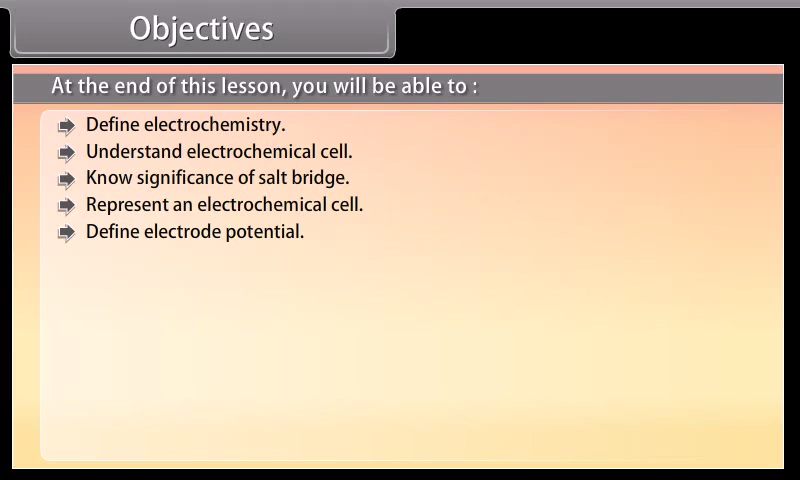 Objectives
At the end of this lesson, you will be able to :
Define electrochemistry.
Understand electrochemical cell.
Know significance of salt bridge.
Represent an electrochemical cell.
Define electrode potential.